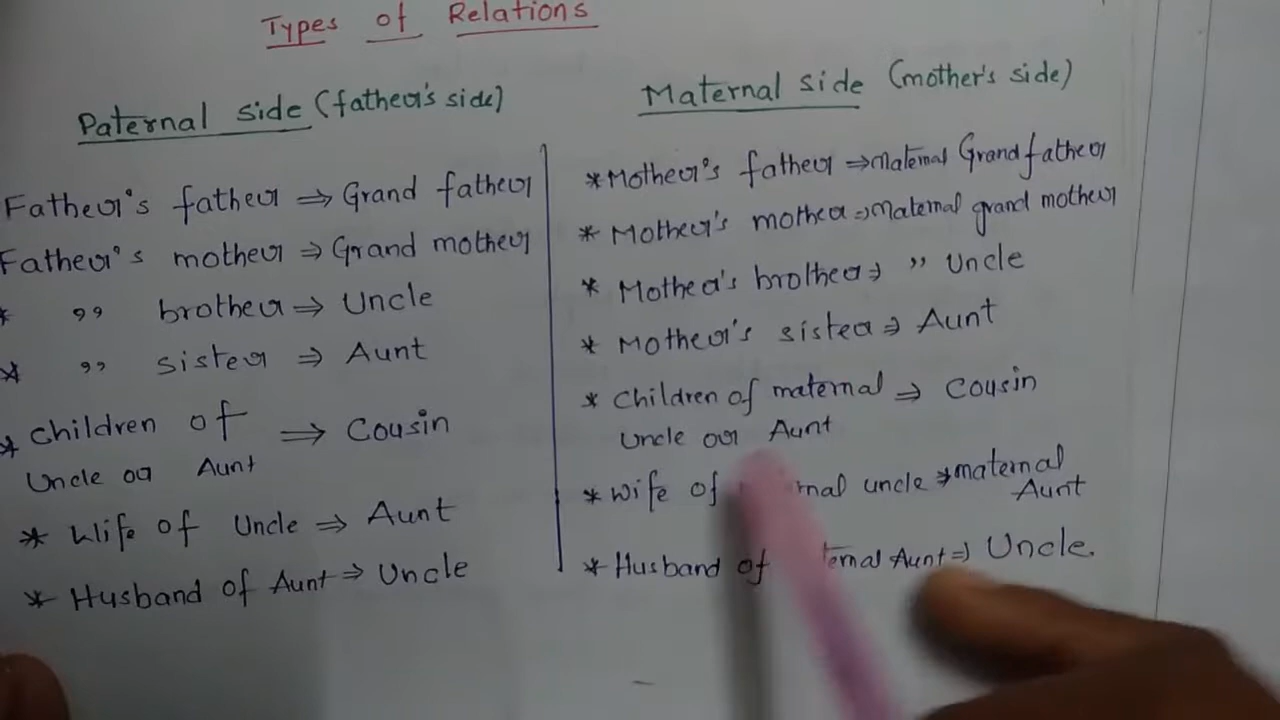 Types of Relations
Paternal side (father's side)
Father's father ⇒ Grand father
Father's mother ⇒ Grand mother
* ,, brother ⇒ Uncle
* ,, sister ⇒ Aunt
* Children of ⇒ Cousin
Uncle or Aunt
* Wife of Uncle ⇒ Aunt
* Husband of Aunt ⇒ Uncle
Maternal side (mother's side)
* Mother's father ⇒ maternal Grand father
* Mother's mother ⇒ maternal grand mother
* Mother's brother ⇒ ,, Uncle
* Mother's sister ⇒ Aunt
* Children of maternal ⇒ Cousin
Uncle or Aunt
* Wife of uncle ⇒ maternal
Aunt
* Husband of Aunt ⇒ Uncle.